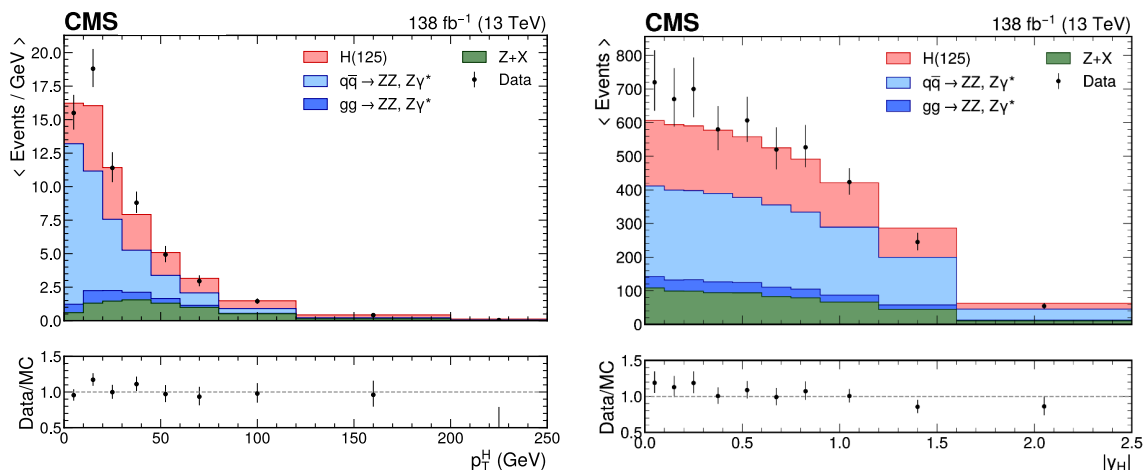 CMS 138 fb⁻¹ (13 TeV)
< Events / GeV >
20.0
17.5
15.0
12.5
10.0
7.5
5.0
2.5
0.0
H(125)
qq̅ → ZZ, Zγ*
gg → ZZ, Zγ*
Z+X
Data
Data/MC
1.5
1.0
0.5
0 50 100 150 200 250
p_T^H (GeV)
CMS 138 fb⁻¹ (13 TeV)
< Events >
800
700
600
500
400
300
200
100
0
H(125)
qq̅ → ZZ, Zγ*
gg → ZZ, Zγ*
Z+X
Data
Data/MC
1.5
1.0
0.5
0.0 0.5 1.0 1.5 2.0 2.5
|y_H|